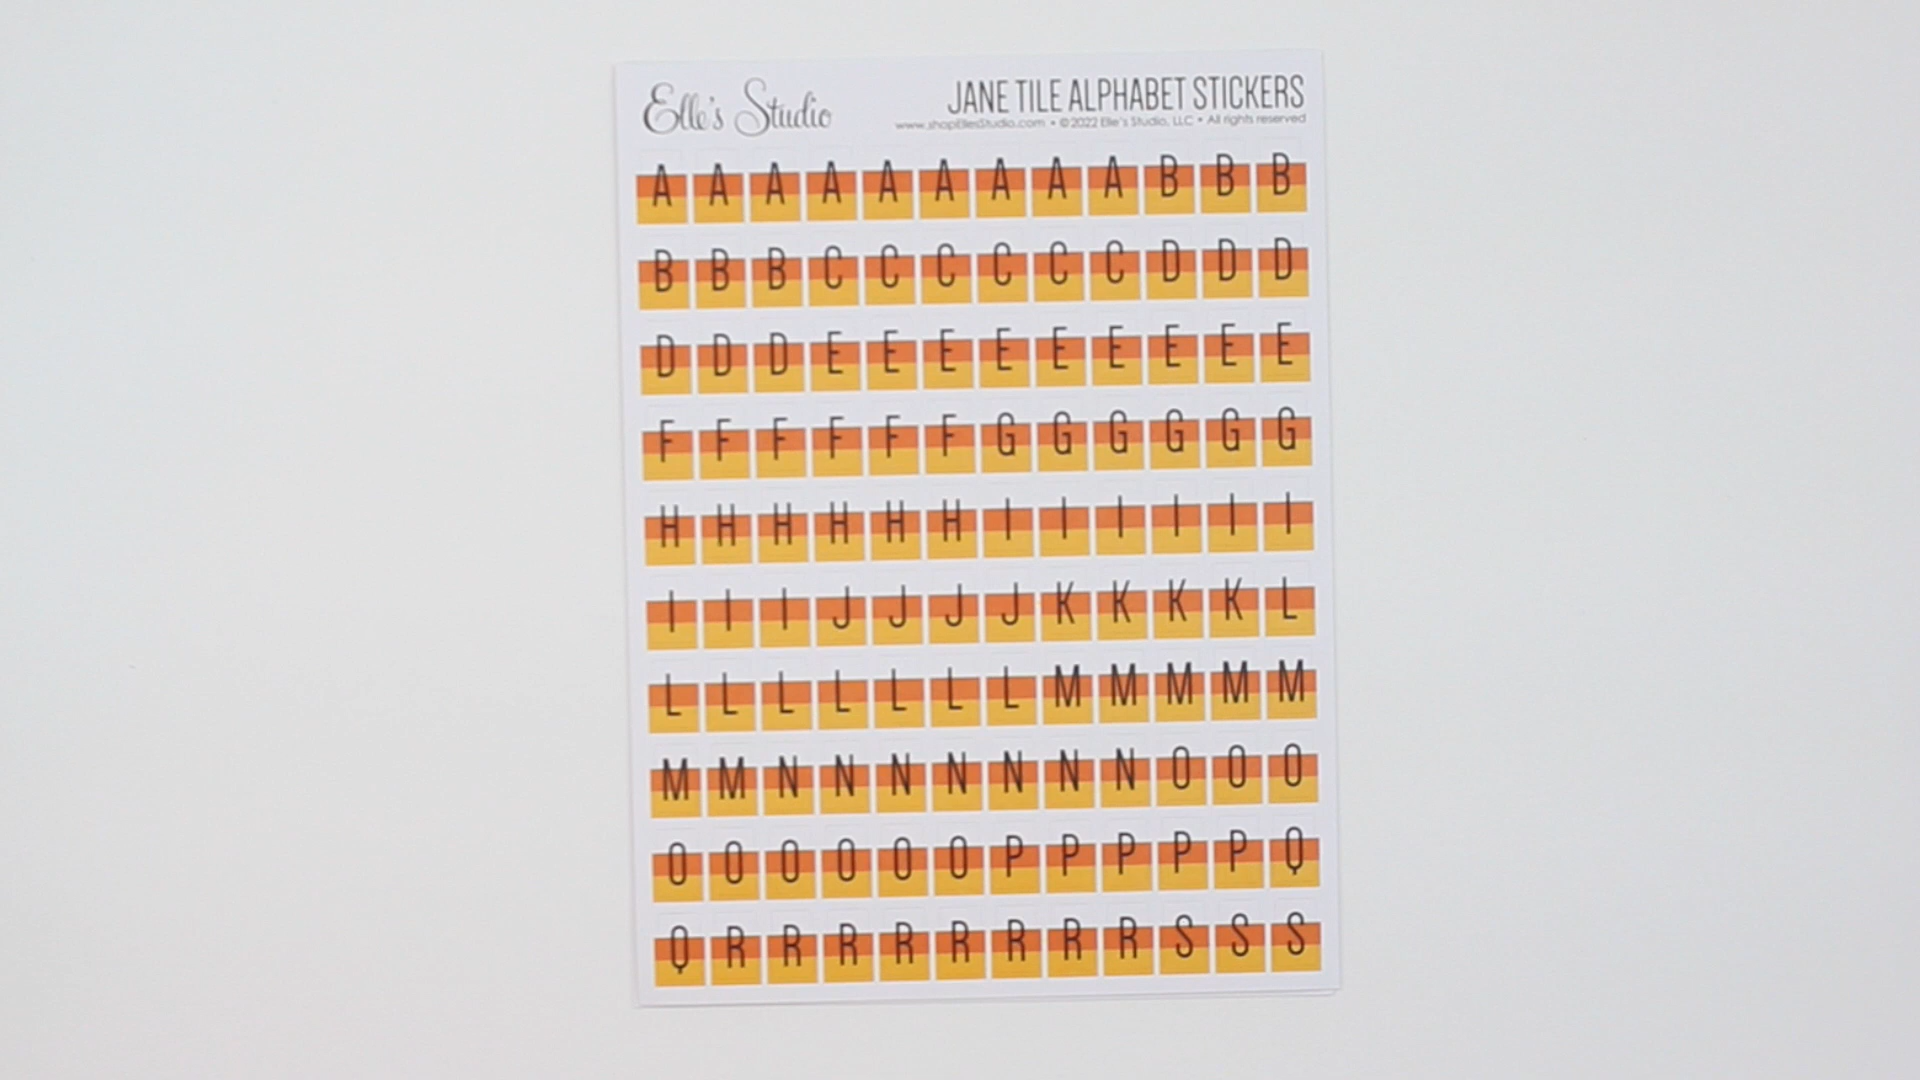 Elle's Studio
JANE TILE ALPHABET STICKERS
www.shopEllesStudio.com • ©2022 Elle's Studio, LLC • All rights reserved
A A A A A A A A A B B B
B B B C C C C C C D D D
D D D E E E E E E E E E
F F F F F F G G G G G G
H H H H H H I I I I I I
I I I J J J J K K K K L
L L L L L L L M M M M M
M M N N N N N N N O O O
O O O O O O P P P P P Q
Q R R R R R R R R S S S